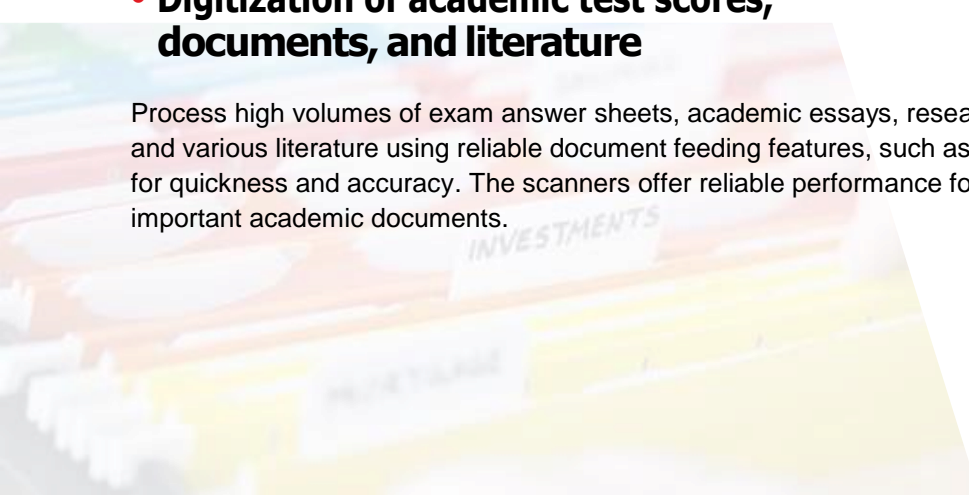 • Digitization of academic test scores,
documents, and literature
Process high volumes of exam answer sheets, academic essays,
and various literature using reliable document feeding features, such as
for quickness and accuracy. The scanners offer reliable performance
important academic documents.
INVESTMENTS
MORTGAGE